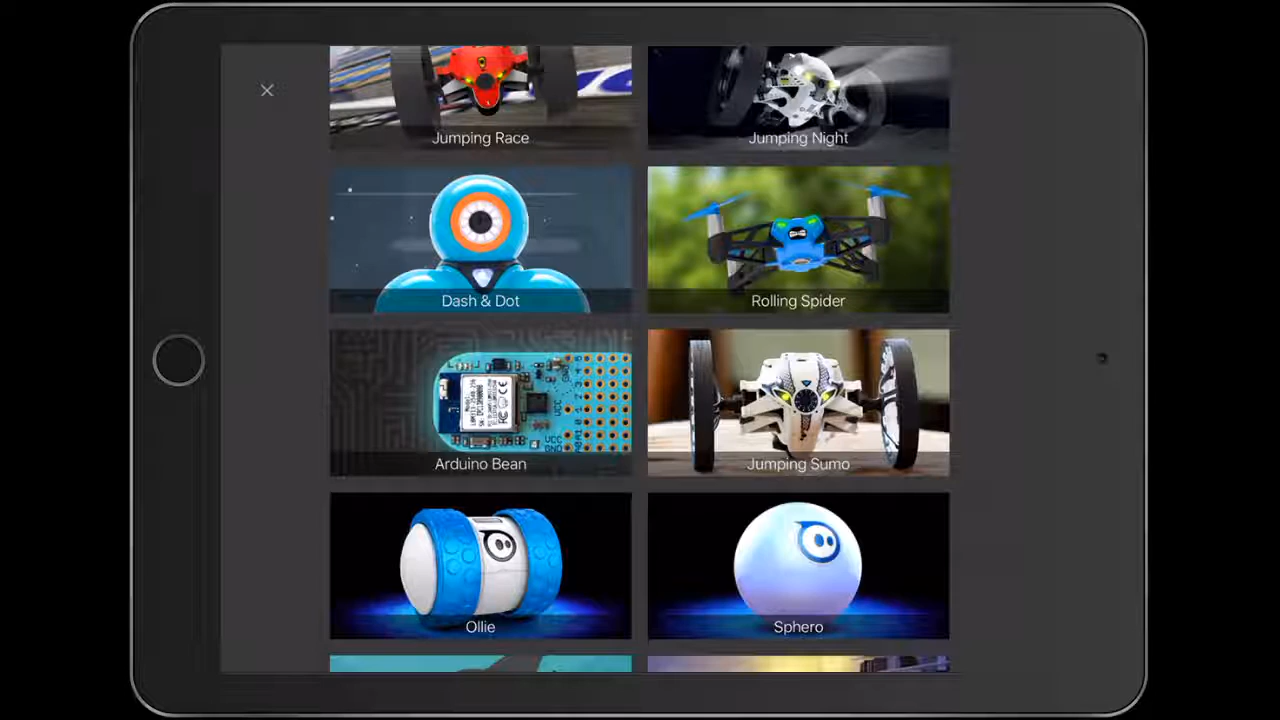 Jumping Race
Jumping Night
Dash & Dot
Rolling Spider
Arduino Bean
Jumping Sumo
Ollie
Sphero